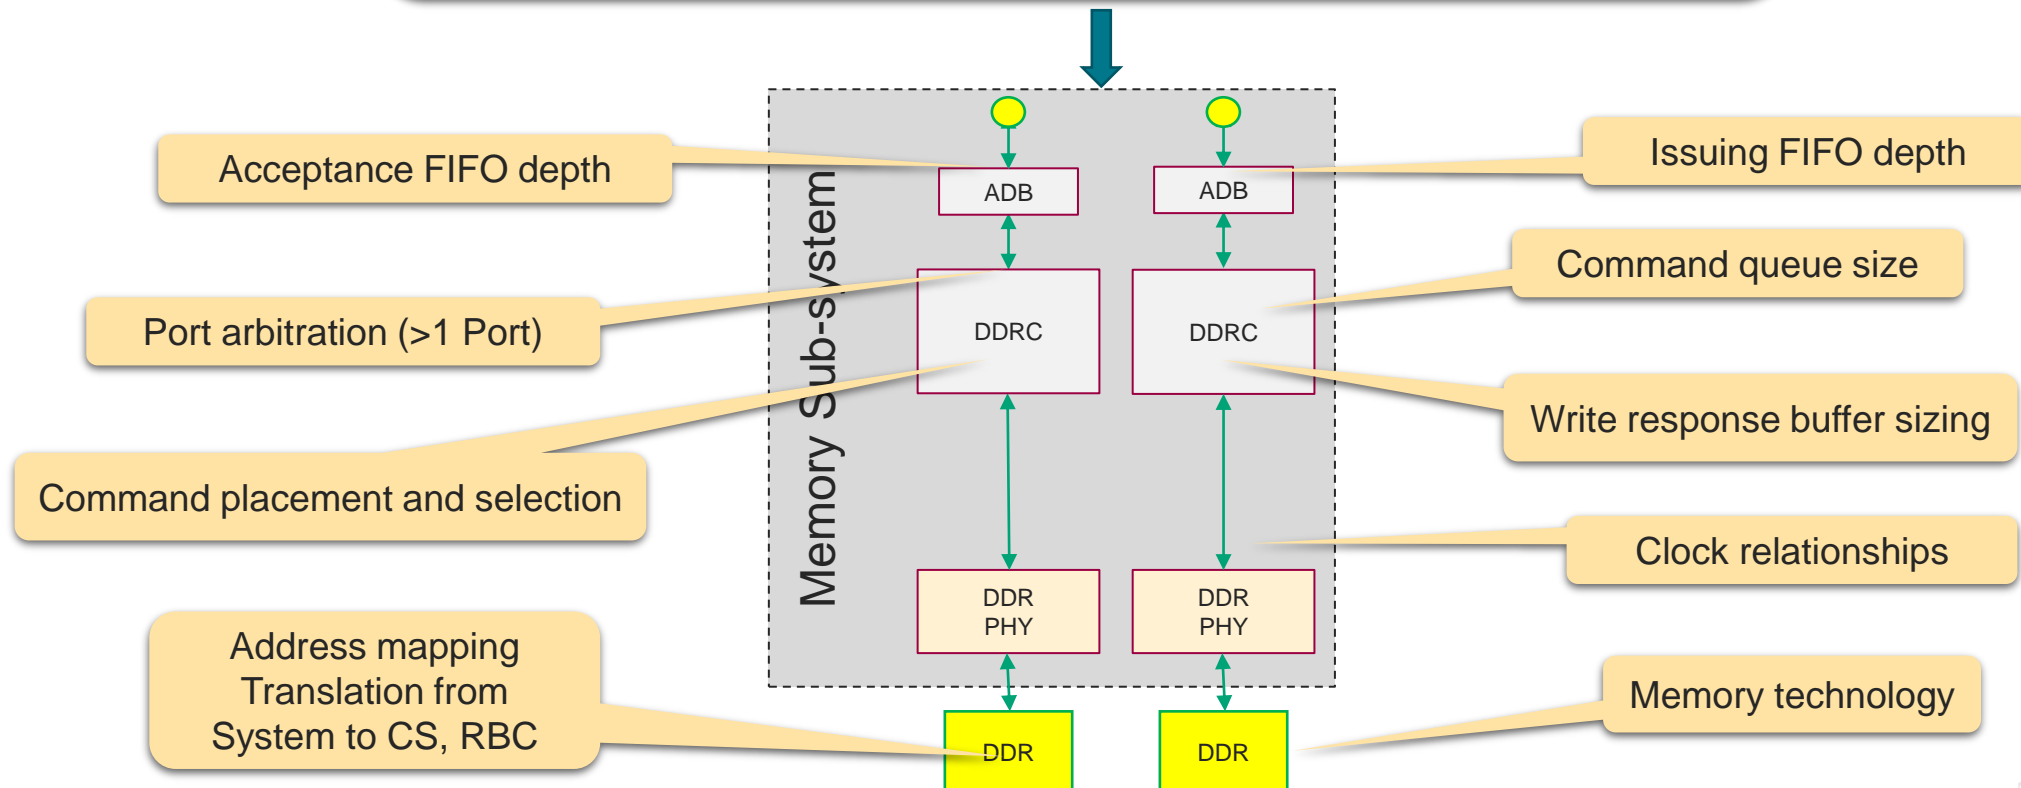 Acceptance FIFO depth
Issuing FIFO depth
ADB
ADB
Command queue size
Port arbitration (>1 Port)
DDRC
DDRC
Memory Sub-system
Write response buffer sizing
Command placement and selection
Clock relationships
DDR
PHY
DDR
PHY
Address mapping
Translation from
System to CS, RBC
Memory technology
DDR
DDR